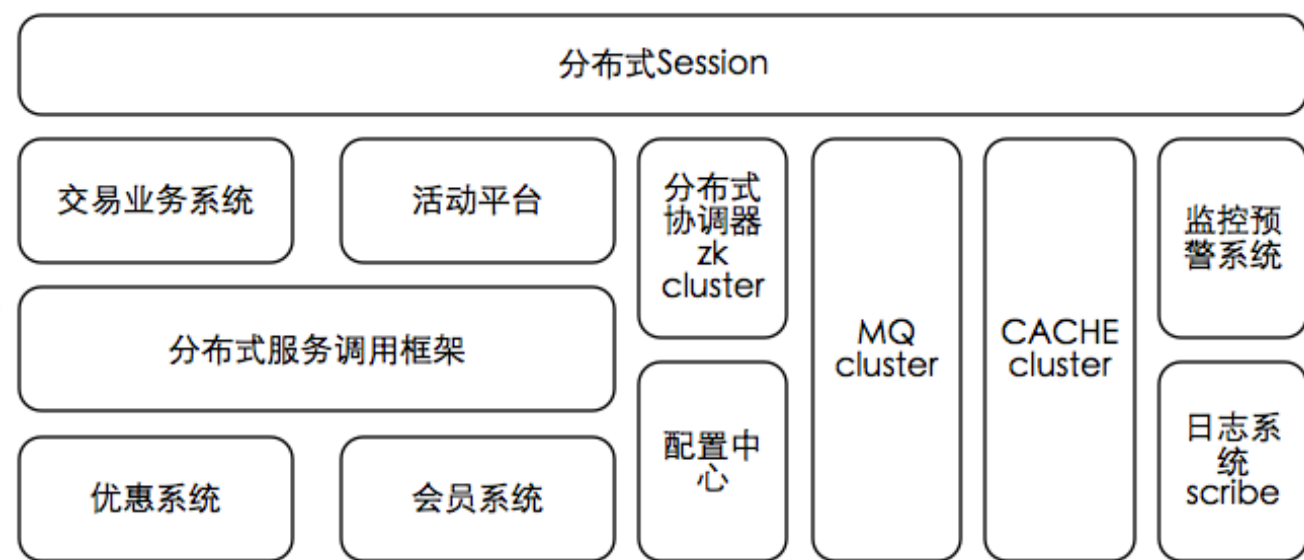 分布式Session
交易业务系统
活动平台
分布式
协调器
zk
cluster
MQ
cluster
CACHE
cluster
监控预
警系统
分布式服务调用框架
优惠系统
会员系统
配置中
心
日志系
统
scribe